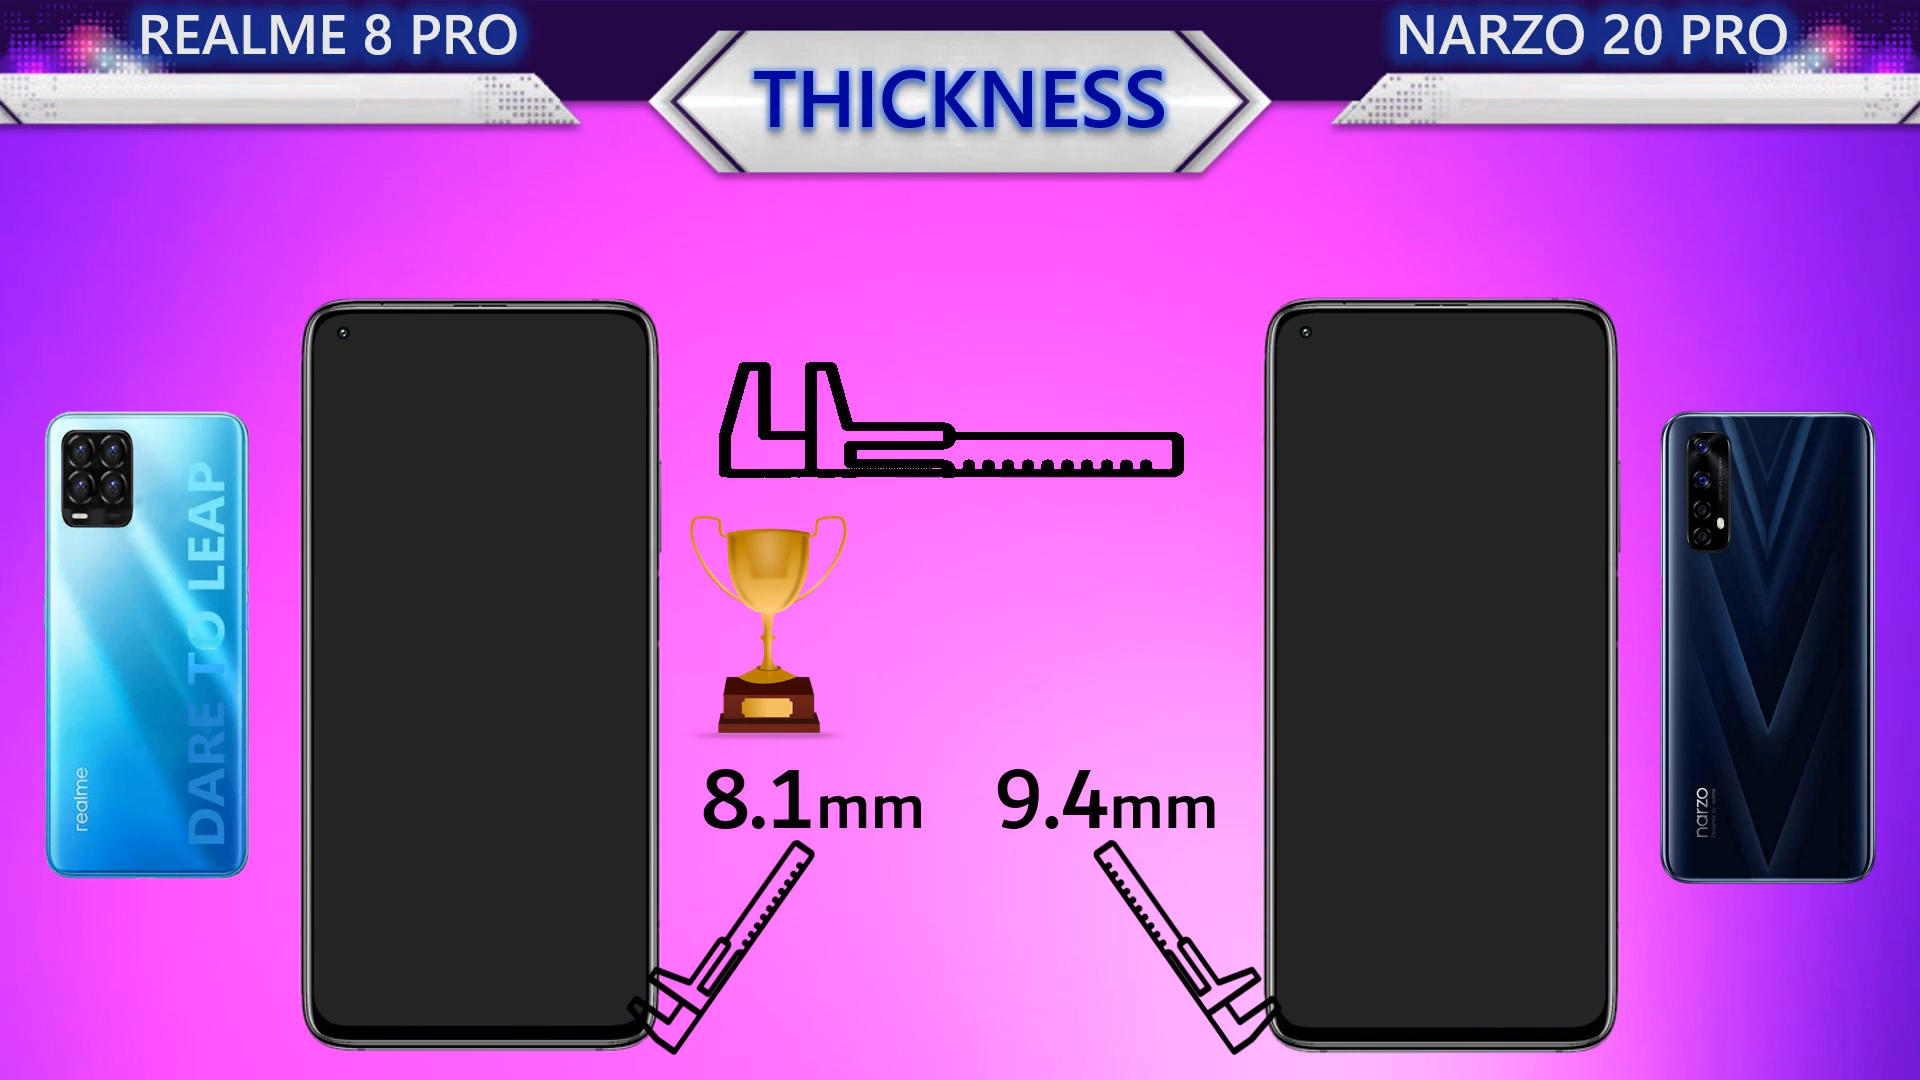 REALME 8 PRO
THICKNESS
NARZO 20 PRO
DARE TO LEAP
realme
8.1mm
9.4mm
narzo